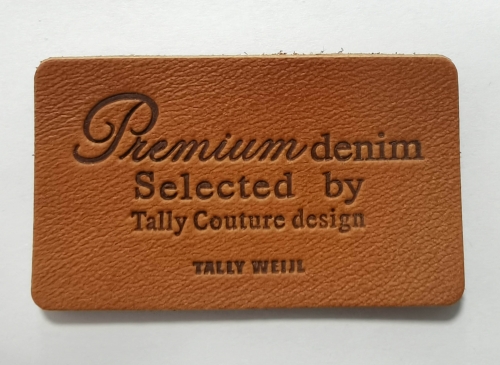 Premium denim
Selected by
Tally Couture design
TALLY WEIJL